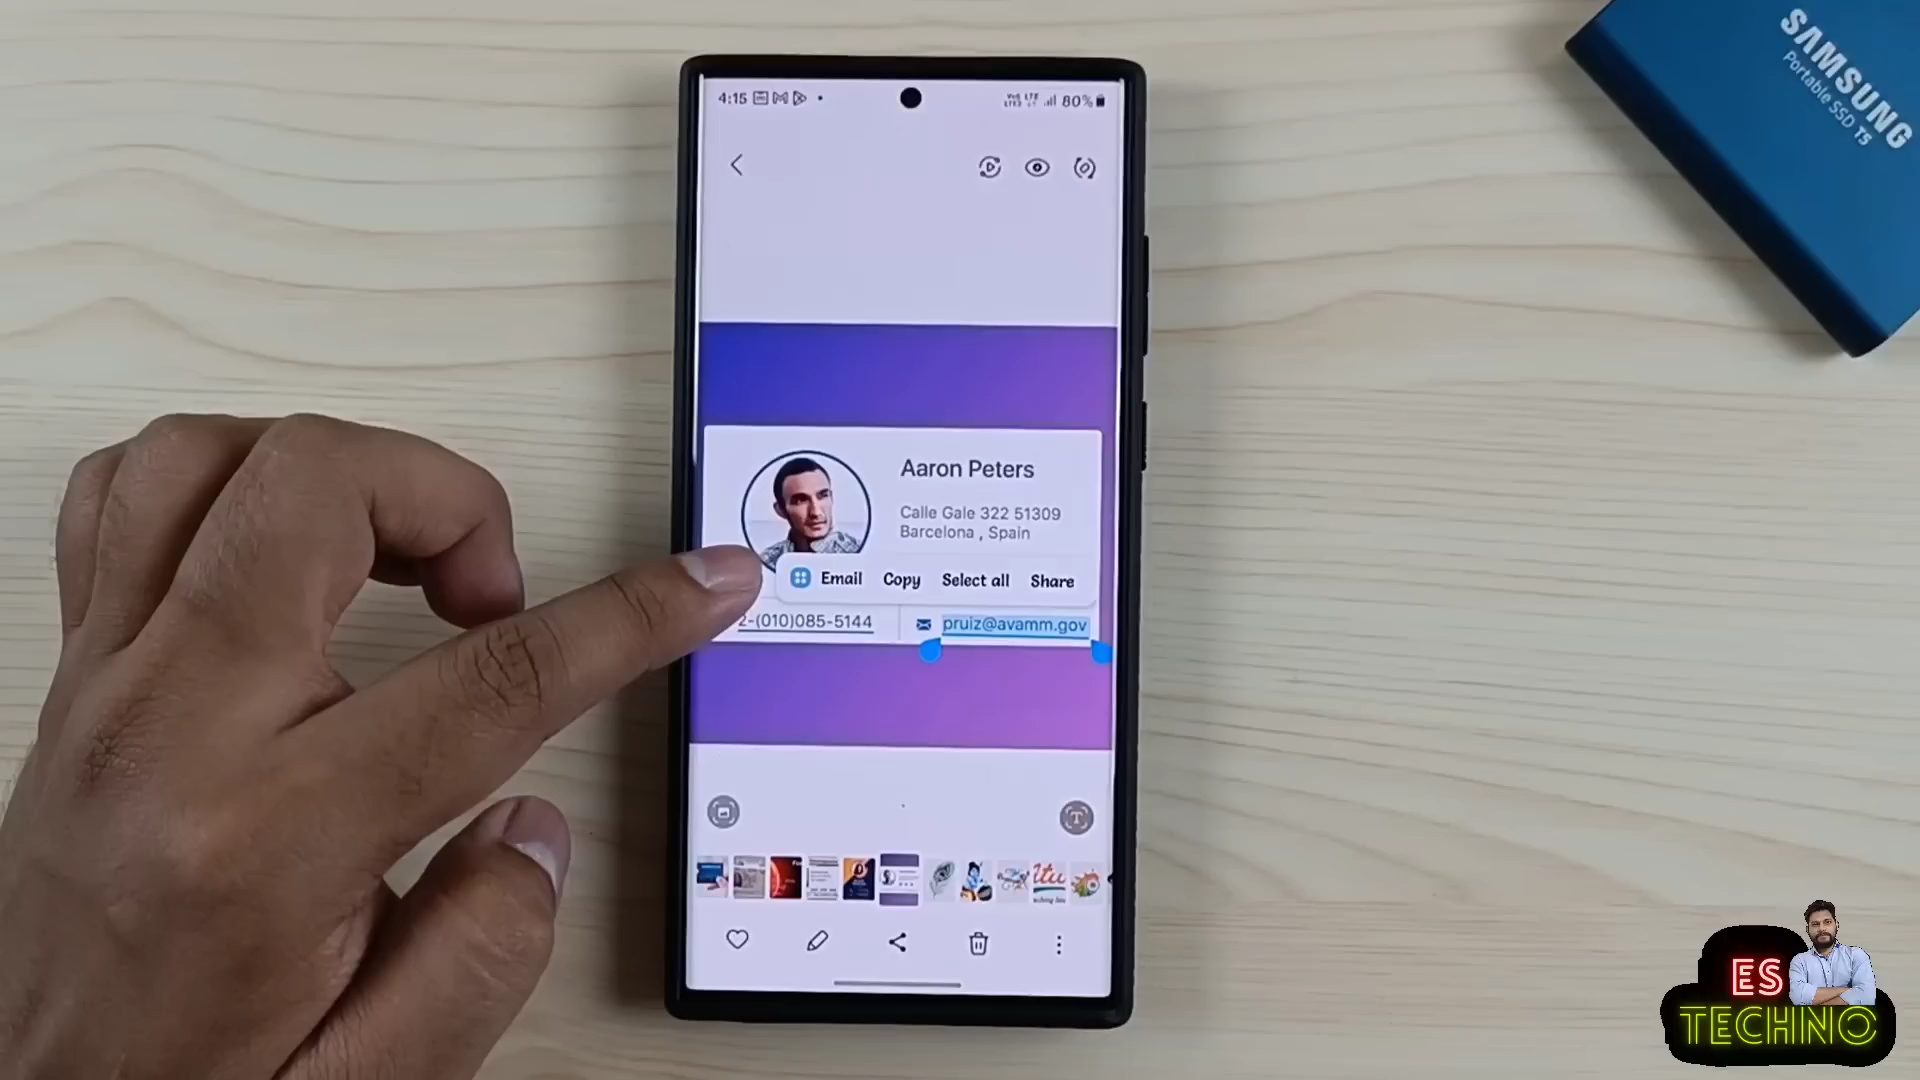 SAMSUNG
Portable SSD T5
4:15
80%
Aaron Peters
Calle Gale 322 51309
Barcelona , Spain
Email Copy Select all Share
2-(010)085-5144
pruiz@avamm.gov
T
ES
TECHNO